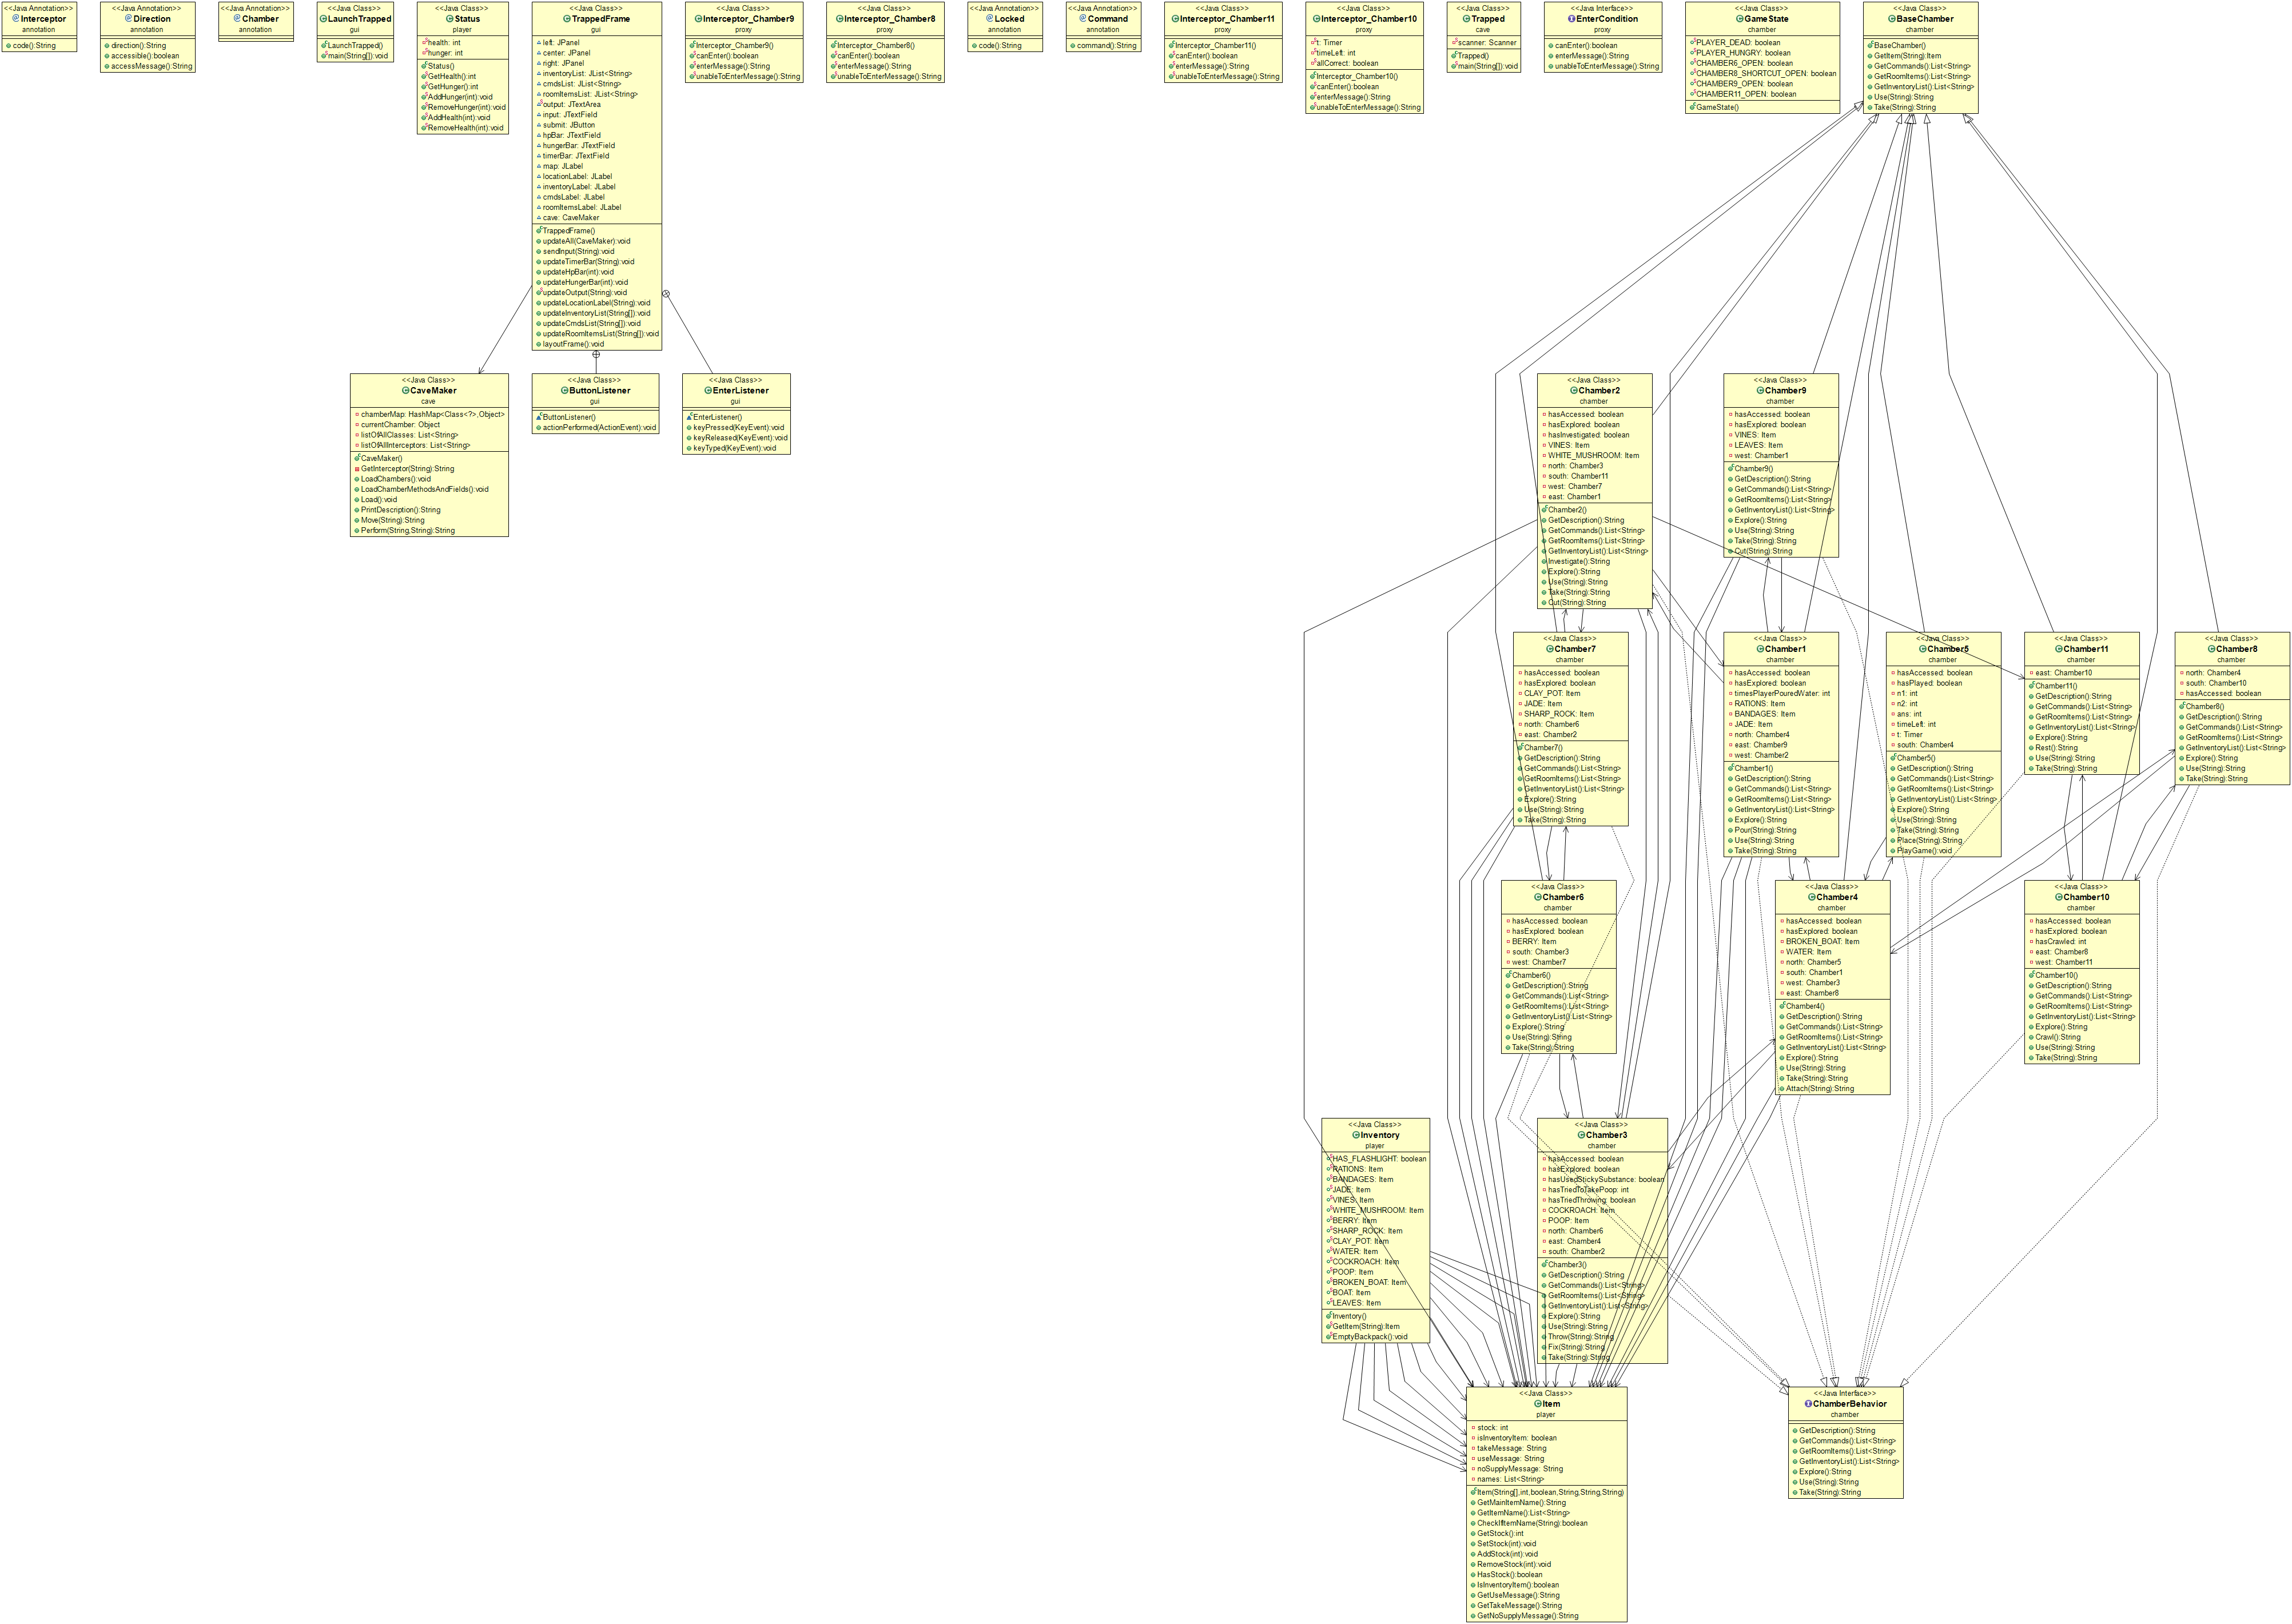 <<Java Annotation>>
Interceptor
annotation
code():String
<<Java Annotation>>
Direction
annotation
direction():String
accessible():boolean
accessMessage():String
<<Java Annotation>>
Chamber
annotation
<<Java Class>>
LaunchTrapped
gui
LaunchTrapped()
main(String[]):void
<<Java Class>>
Status
player
health: int
hunger: int
Status()
GetHealth():int
GetHunger():int
AddHunger(int):void
RemoveHunger(int):void
AddHealth(int):void
RemoveHealth(int):void
<<Java Class>>
TrappedFrame
gui
left: JPanel
center: JPanel
right: JPanel
inventoryList: JList<String>
cmdsList: JList<String>
roomItemsList: JList<String>
output: JTextArea
input: JTextField
submit: JButton
hpBar: JTextField
hungerBar: JTextField
timerBar: JTextField
map: JLabel
locationLabel: JLabel
inventoryLabel: JLabel
cmdsLabel: JLabel
roomItemsLabel: JLabel
cave: CaveMaker
TrappedFrame()
updateAll(CaveMaker):void
sendInput(String):void
updateTimerBar(String):void
updateHpBar(int):void
updateHungerBar(int):void
updateOutput(String):void
updateLocationLabel(String):void
updateInventoryList(String[]):void
updateCmdsList(String[]):void
updateRoomItemsList(String[]):void
layoutFrame():void
<<Java Class>>
Interceptor_Chamber9
proxy
Interceptor_Chamber9()
canEnter():boolean
enterMessage():String
unableToEnterMessage():String
<<Java Class>>
Interceptor_Chamber8
proxy
Interceptor_Chamber8()
canEnter():boolean
enterMessage():String
unableToEnterMessage():String
<<Java Annotation>>
Locked
annotation
code():String
<<Java Annotation>>
Command
annotation
command():String
<<Java Class>>
Interceptor_Chamber11
proxy
Interceptor_Chamber11()
canEnter():boolean
enterMessage():String
unableToEnterMessage():String
<<Java Class>>
Interceptor_Chamber10
proxy
t: Timer
timeLeft: int
allCorrect: boolean
Interceptor_Chamber10()
canEnter():boolean
enterMessage():String
unableToEnterMessage():String
<<Java Class>>
Trapped
cave
scanner: Scanner
Trapped()
main(String[]):void
<<Java Interface>>
EnterCondition
proxy
canEnter():boolean
enterMessage():String
unableToEnterMessage():String
<<Java Class>>
GameState
chamber
PLAYER_DEAD: boolean
PLAYER_HUNGRY: boolean
CHAMBER6_OPEN: boolean
CHAMBER8_SHORTCUT_OPEN: boolean
CHAMBER9_OPEN: boolean
CHAMBER11_OPEN: boolean
GameState()
<<Java Class>>
BaseChamber
chamber
BaseChamber()
GetItem(String):Item
GetCommands():List<String>
GetRoomItems():List<String>
GetInventoryList():List<String>
Use(String):String
Take(String):String
<<Java Class>>
CaveMaker
cave
chamberMap: HashMap<Class<?>,Object>
currentChamber: Object
listOfAllClasses: List<String>
listOfAllInterceptors: List<String>
CaveMaker()
GetInterceptor(String):String
LoadChambers():void
LoadChamberMethodsAndFields():void
Load():void
PrintDescription():String
Move(String):String
Perform(String,String):String
<<Java Class>>
ButtonListener
gui
ButtonListener()
actionPerformed(ActionEvent):void
<<Java Class>>
EnterListener
gui
EnterListener()
keyPressed(KeyEvent):void
keyReleased(KeyEvent):void
keyTyped(KeyEvent):void
<<Java Class>>
Chamber2
chamber
hasAccessed: boolean
hasExplored: boolean
hasInvestigated: boolean
VINES: Item
WHITE_MUSHROOM: Item
north: Chamber3
south: Chamber11
west: Chamber7
east: Chamber1
Chamber2()
GetDescription():String
GetCommands():List<String>
GetRoomItems():List<String>
GetInventoryList():List<String>
Investigate():String
Explore():String
Use(String):String
Take(String):String
Cut(String):String
<<Java Class>>
Chamber9
chamber
hasAccessed: boolean
hasExplored: boolean
VINES: Item
LEAVES: Item
west: Chamber1
Chamber9()
GetDescription():String
GetCommands():List<String>
GetRoomItems():List<String>
GetInventoryList():List<String>
Explore():String
Use(String):String
Take(String):String
Cut(String):String
<<Java Class>>
Chamber7
chamber
hasAccessed: boolean
hasExplored: boolean
CLAY_POT: Item
JADE: Item
SHARP_ROCK: Item
north: Chamber6
east: Chamber2
Chamber7()
GetDescription():String
GetCommands():List<String>
GetRoomItems():List<String>
GetInventoryList():List<String>
Explore():String
Use(String):String
Take(String):String
<<Java Class>>
Chamber1
chamber
hasAccessed: boolean
hasExplored: boolean
timesPlayerPouredWater: int
RATIONS: Item
BANDAGES: Item
JADE: Item
north: Chamber4
east: Chamber9
west: Chamber2
Chamber1()
GetDescription():String
GetCommands():List<String>
GetRoomItems():List<String>
GetInventoryList():List<String>
Explore():String
Pour(String):String
Use(String):String
Take(String):String
<<Java Class>>
Chamber5
chamber
hasAccessed: boolean
hasPlayed: boolean
n1: int
n2: int
ans: int
timeLeft: int
t: Timer
south: Chamber4
Chamber5()
GetDescription():String
GetCommands():List<String>
GetRoomItems():List<String>
GetInventoryList():List<String>
Explore():String
Use(String):String
Take(String):String
Place(String):String
PlayGame():void
<<Java Class>>
Chamber11
chamber
east: Chamber10
Chamber11()
GetDescription():String
GetCommands():List<String>
GetRoomItems():List<String>
GetInventoryList():List<String>
Explore():String
Rest():String
Use(String):String
Take(String):String
<<Java Class>>
Chamber8
chamber
north: Chamber4
south: Chamber10
hasAccessed: boolean
Chamber8()
GetDescription():String
GetCommands():List<String>
GetRoomItems():List<String>
GetInventoryList():List<String>
Explore():String
Use(String):String
Take(String):String
<<Java Class>>
Chamber6
chamber
hasAccessed: boolean
hasExplored: boolean
BERRY: Item
south: Chamber3
west: Chamber7
Chamber6()
GetDescription():String
GetCommands():List<String>
GetRoomItems():List<String>
GetInventoryList():List<String>
Explore():String
Use(String):String
Take(String):String
<<Java Class>>
Chamber4
chamber
hasAccessed: boolean
hasExplored: boolean
BROKEN_BOAT: Item
WATER: Item
north: Chamber5
south: Chamber1
west: Chamber3
east: Chamber8
Chamber4()
GetDescription():String
GetCommands():List<String>
GetRoomItems():List<String>
GetInventoryList():List<String>
Explore():String
Use(String):String
Take(String):String
Attach(String):String
<<Java Class>>
Chamber10
chamber
hasAccessed: boolean
hasExplored: boolean
hasCrawled: int
east: Chamber8
west: Chamber11
Chamber10()
GetDescription():String
GetCommands():List<String>
GetRoomItems():List<String>
GetInventoryList():List<String>
Explore():String
Crawl():String
Use(String):String
Take(String):String
<<Java Class>>
Inventory
player
HAS_FLASHLIGHT: boolean
RATIONS: Item
BANDAGES: Item
JADE: Item
VINES: Item
WHITE_MUSHROOM: Item
BERRY: Item
SHARP_ROCK: Item
CLAY_POT: Item
WATER: Item
COCKROACH: Item
POOP: Item
BROKEN_BOAT: Item
BOAT: Item
LEAVES: Item
Inventory()
GetItem(String):Item
EmptyBackpack():void
<<Java Class>>
Chamber3
chamber
hasAccessed: boolean
hasExplored: boolean
hasUsedStickySubstance: boolean
hasTriedToTakePoop: int
hasTriedThrowing: boolean
COCKROACH: Item
POOP: Item
north: Chamber6
east: Chamber4
south: Chamber2
Chamber3()
GetDescription():String
GetCommands():List<String>
GetRoomItems():List<String>
GetInventoryList():List<String>
Explore():String
Use(String):String
Throw(String):String
Fix(String):String
Take(String):String
<<Java Class>>
Item
player
stock: int
isInventoryItem: boolean
takeMessage: String
useMessage: String
noSupplyMessage: String
names: List<String>
Item(String[],int,boolean,String,String,String)
GetMainItemName():String
GetItemName():List<String>
CheckIfItemName(String):boolean
GetStock():int
SetStock(int):void
AddStock(int):void
RemoveStock(int):void
HasStock():boolean
IsInventoryItem():boolean
GetUseMessage():String
GetTakeMessage():String
GetNoSupplyMessage():String
<<Java Interface>>
ChamberBehavior
chamber
GetDescription():String
GetCommands():List<String>
GetRoomItems():List<String>
GetInventoryList():List<String>
Explore():String
Use(String):String
Take(String):String